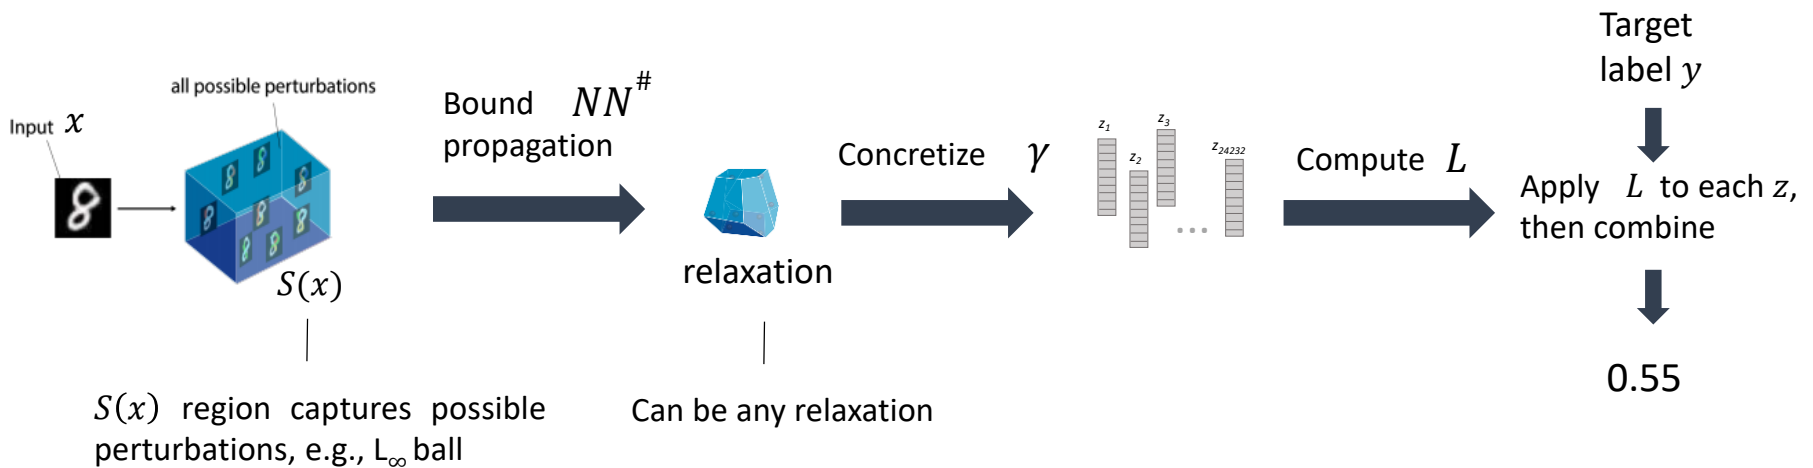 Input x
all possible perturbations
S(x)
S(x) region captures possible
perturbations, e.g., L∞ ball
Bound NN#
propagation
relaxation
Can be any relaxation
Concretize γ
z1
z2
z3
...
z24232
Compute L
Target
label y
Apply L to each z,
then combine
0.55